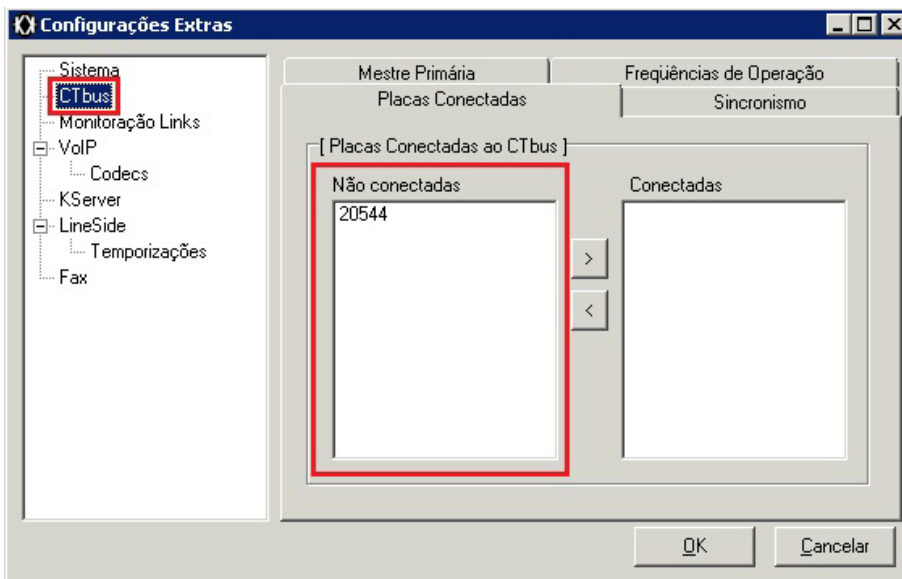 Configurações Extras
Sistema
CTbus
Monitoração Links
VoIP
Codecs
KServer
LineSide
Temporizações
Fax
Mestre Primária
Freqüências de Operação
Placas Conectadas
Sincronismo
[ Placas Conectadas ao CTbus ]
Não conectadas
Conectadas
20544
>
<
OK
Cancelar